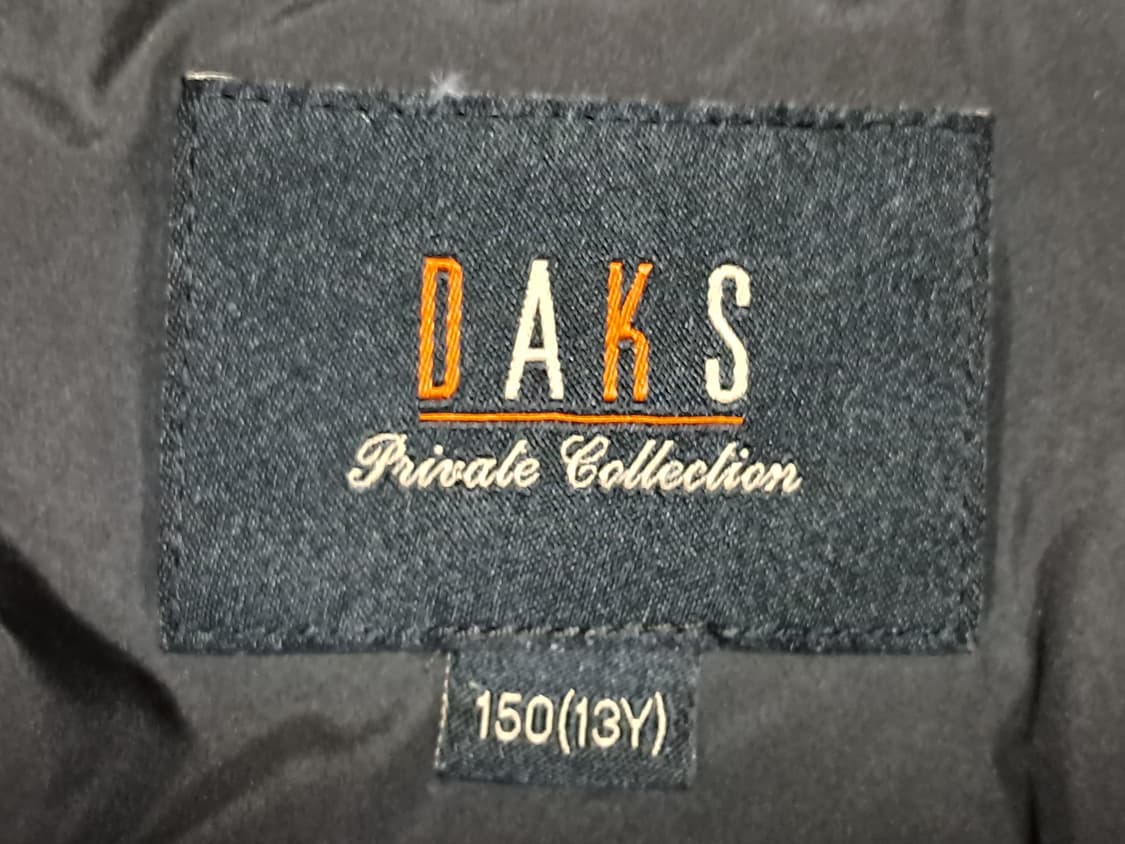 DAKS
Private Collection
150(13Y)